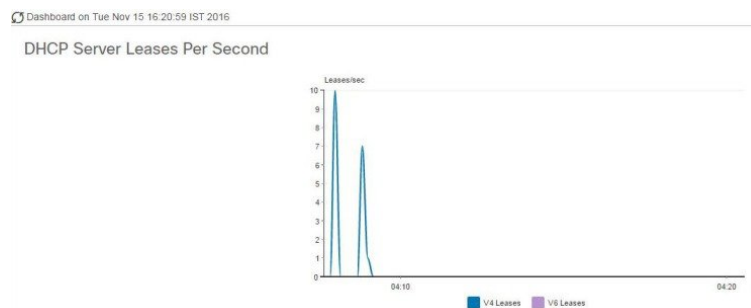 Dashboard on Tue Nov 15 16:20:59 IST 2016
DHCP Server Leases Per Second
Leases/sec
10
9
8
7
6
5
4
3
2
1
0
04:10
04:20
V4 Leases
V6 Leases